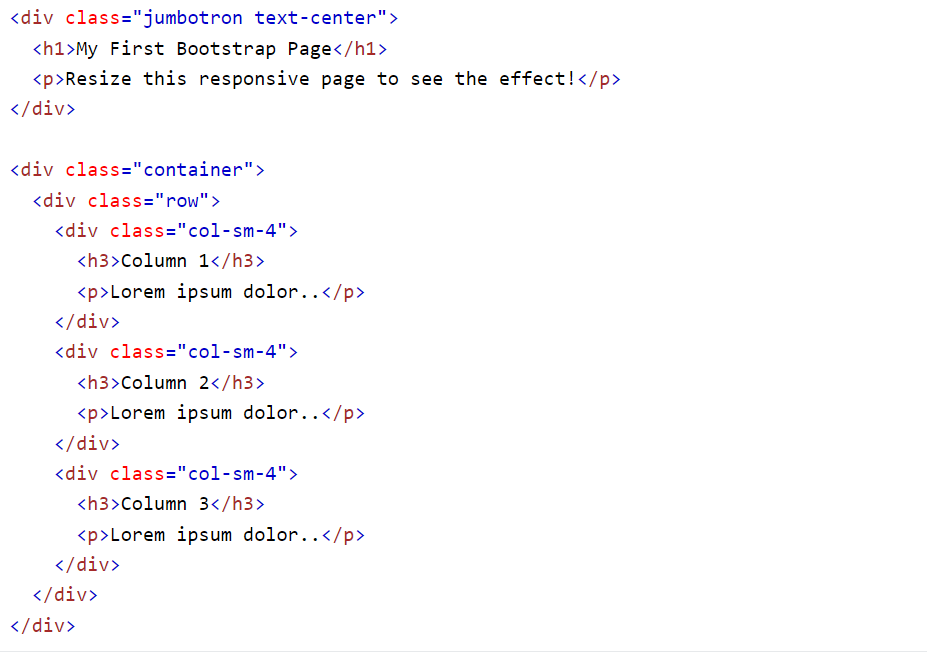 <div class="jumbotron text-center">
  <h1>My First Bootstrap Page</h1>
  <p>Resize this responsive page to see the effect!</p>
</div>

<div class="container">
  <div class="row">
    <div class="col-sm-4">
      <h3>Column 1</h3>
      <p>Lorem ipsum dolor..</p>
    </div>
    <div class="col-sm-4">
      <h3>Column 2</h3>
      <p>Lorem ipsum dolor..</p>
    </div>
    <div class="col-sm-4">
      <h3>Column 3</h3>
      <p>Lorem ipsum dolor..</p>
    </div>
  </div>
</div>